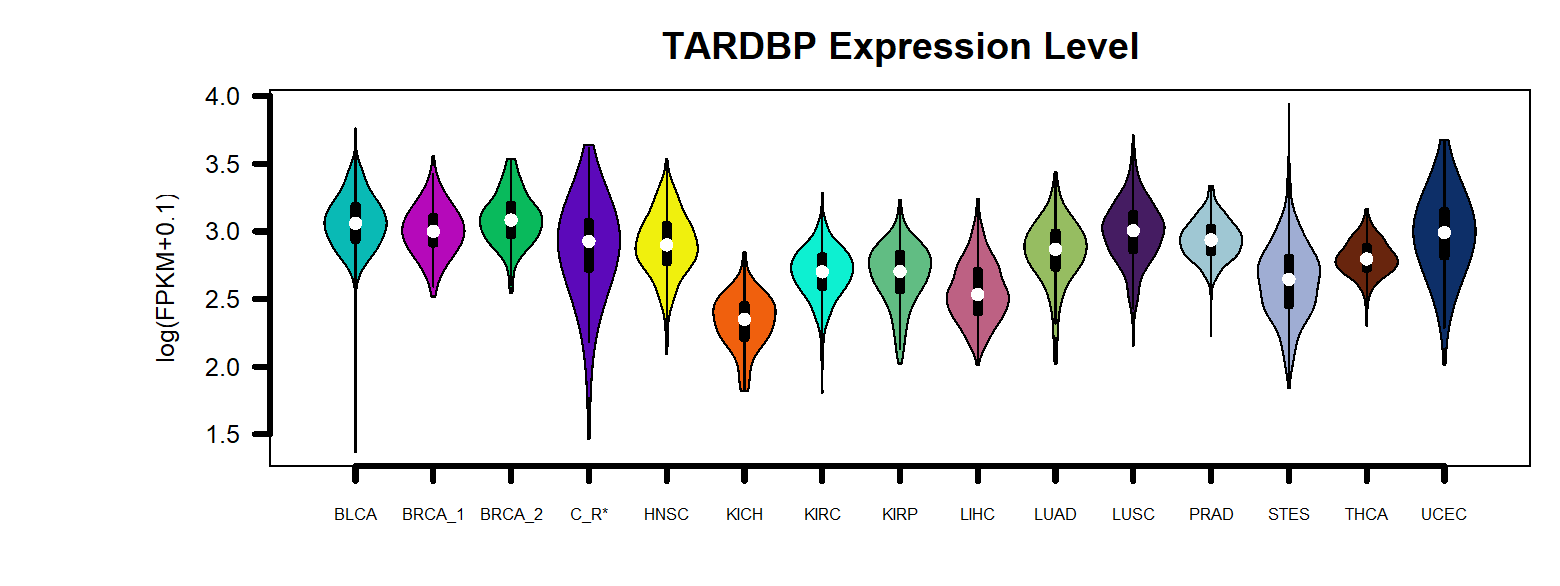 TARDBP Expression Level
log(FPKM+0.1)
4.0
3.5
3.0
2.5
2.0
1.5
BLCA BRCA_1 BRCA_2 C_R* HNSC KICH KIRC KIRP LIHC LUAD LUSC PRAD STES THCA UCEC